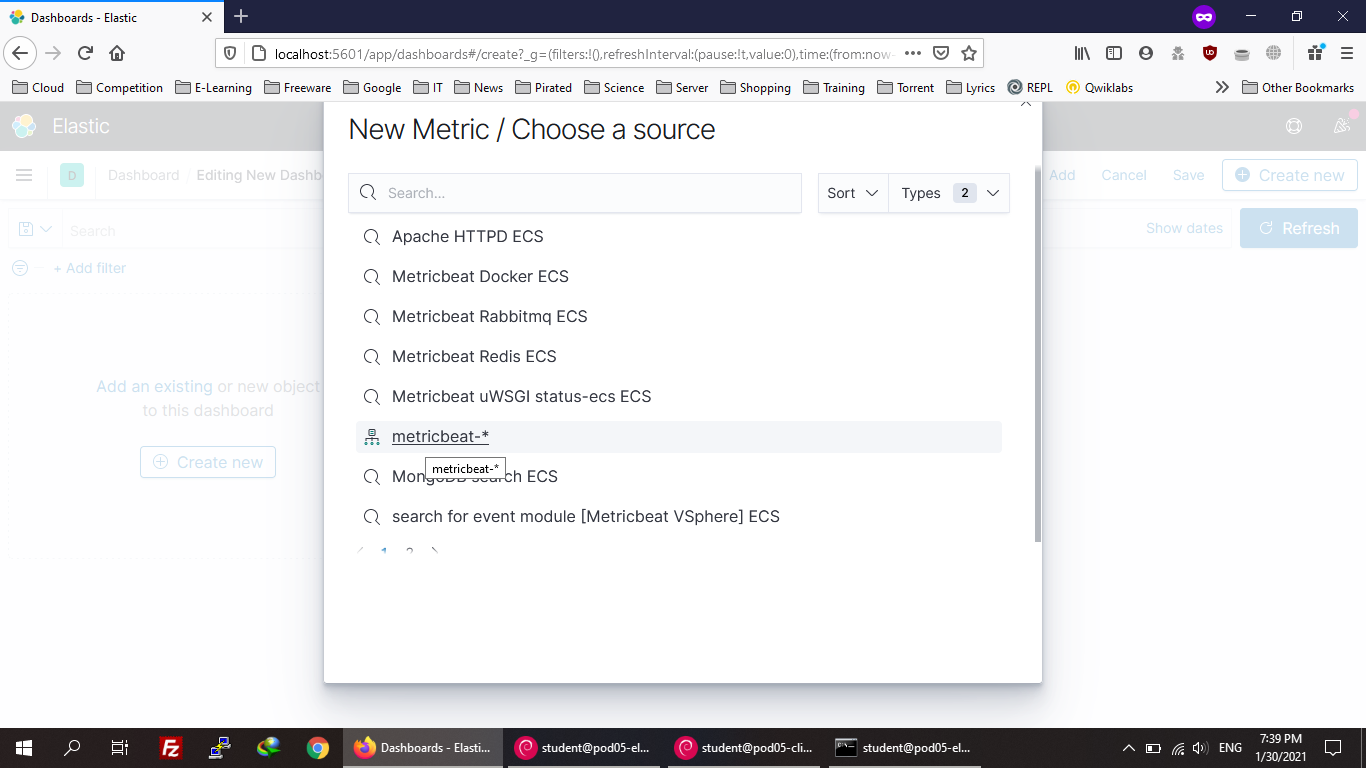 Dashboards - Elastic
localhost:5601/app/dashboards#/create?_g=(filters:!(),refreshInterval:(pause:!t,value:0),time:(from:now-
Cloud Competition E-Learning Freeware Google IT News Pirated Science Server Shopping Training Torrent Lyrics REPL Qwiklabs Other Bookmarks
Elastic
New Metric / Choose a source
D Dashboard / Editing New Dashb
Add Cancel Save Create new
Search
Show dates Refresh
+ Add filter
Search...
Sort Types 2
Apache HTTPD ECS
Metricbeat Docker ECS
Metricbeat Rabbitmq ECS
Metricbeat Redis ECS
Metricbeat uWSGI status-ecs ECS
metricbeat-*
metricbeat-*
MongoDB search ECS
search for event module [Metricbeat VSphere] ECS
1 2
Add an existing or new object
to this dashboard
Create new
Dashboards - Elasti...
student@pod05-el...
student@pod05-cli...
student@pod05-el...
ENG
7:39 PM
1/30/2021